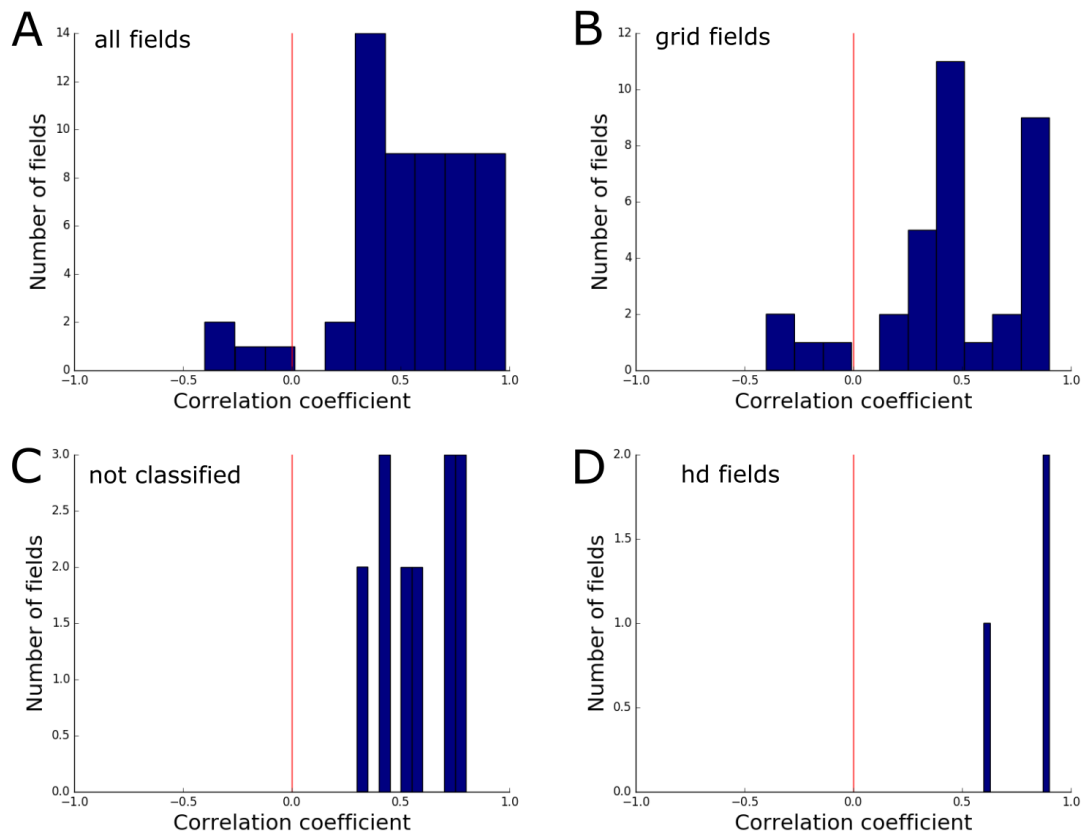 A
all fields
Number of fields
14
12
10
8
6
4
2
0
−1.0 −0.5 0.0 0.5 1.0
Correlation coefficient
B
grid fields
Number of fields
12
10
8
6
4
2
0
−1.0 −0.5 0.0 0.5 1.0
Correlation coefficient
C
not classified
Number of fields
3.0
2.5
2.0
1.5
1.0
0.5
0.0
−1.0 −0.5 0.0 0.5 1.0
Correlation coefficient
D
hd fields
Number of fields
2.0
1.5
1.0
0.5
0.0
−1.0 −0.5 0.0 0.5 1.0
Correlation coefficient